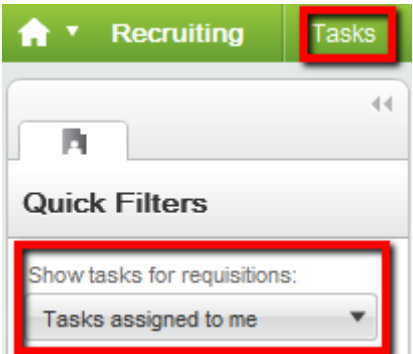 Recruiting Tasks
Quick Filters
Show tasks for requisitions:
Tasks assigned to me